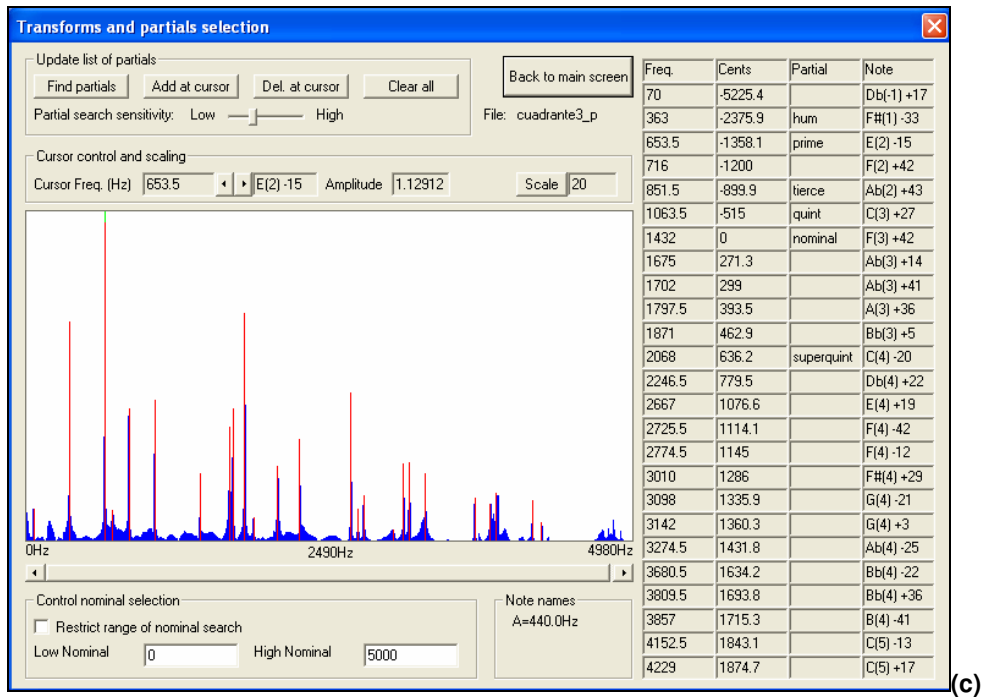 Transforms and partials selection
Update list of partials
Find partials Add at cursor Del. at cursor Clear all
Partial search sensitivity: Low High
Back to main screen
File: cuadrante3_p
Cursor control and scaling
Cursor Freq. (Hz) 653.5 E(2) -15 Amplitude 1.12912 Scale 20
0Hz 2490Hz 4980Hz
Control nominal selection
Restrict range of nominal search
Low Nominal 0 High Nominal 5000
Note names
A=440.0Hz
Freq. Cents Partial Note
70 -5225.4 Db(-1) +17
363 -2375.9 hum F#(1) -33
653.5 -1358.1 prime E(2) -15
716 -1200 F(2) +42
851.5 -899.9 tierce Ab(2) +43
1063.5 -515 quint C(3) +27
1432 0 nominal F(3) +42
1675 271.3 Ab(3) +14
1702 299 Ab(3) +41
1797.5 393.5 A(3) +36
1871 462.9 Bb(3) +5
2068 636.2 superquint C(4) -20
2246.5 779.5 Db(4) +22
2667 1076.6 E(4) +19
2725.5 1114.1 F(4) -42
2774.5 1145 F(4) -12
3010 1286 F#(4) +29
3098 1335.9 G(4) -21
3142 1360.3 G(4) +3
3274.5 1431.8 Ab(4) -25
3680.5 1634.2 Bb(4) -22
3809.5 1693.8 Bb(4) +36
3857 1715.3 B(4) -41
4152.5 1843.1 C(5) -13
4229 1874.7 C(5) +17
(c)